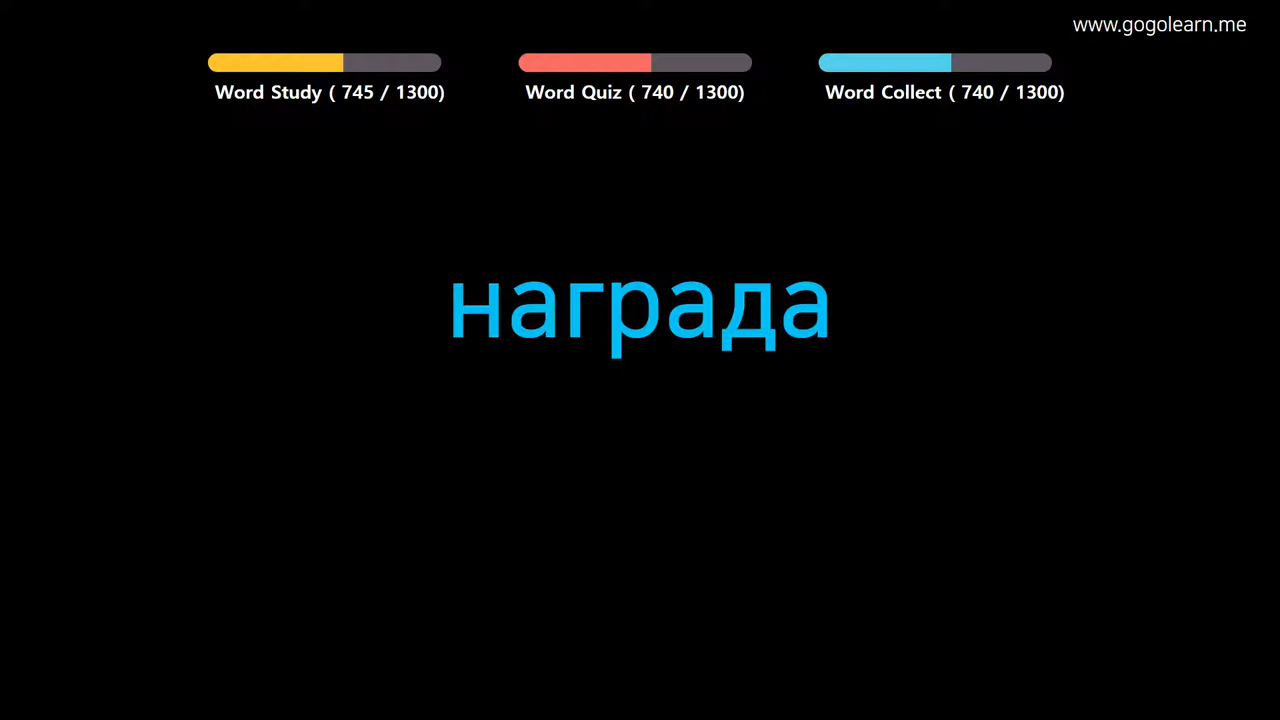 www.gogolearn.me
Word Study ( 745 / 1300)
Word Quiz ( 740 / 1300)
Word Collect ( 740 / 1300)
награда